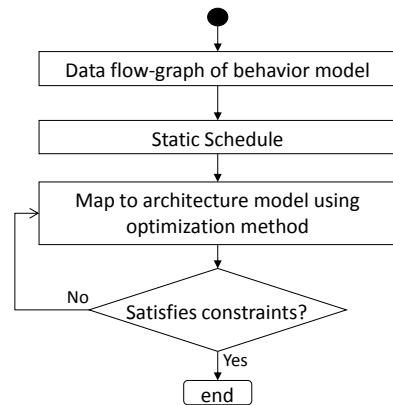 Data flow-graph of behavior model
Static Schedule
Map to architecture model using
optimization method
No
Satisfies constraints?
Yes
end